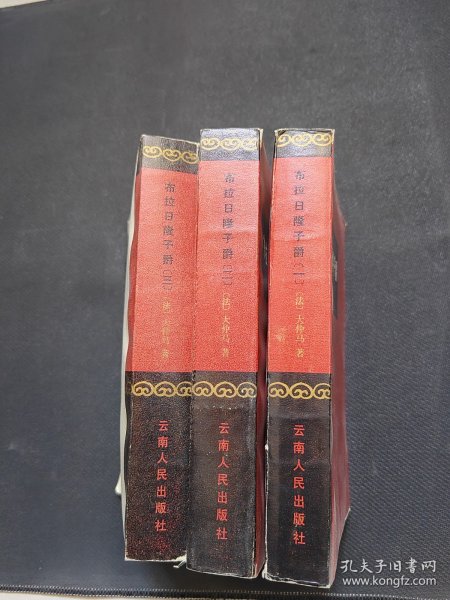 布拉日隆子爵(三) (法)大仲马 著
云南人民出版社
布拉日隆子爵(二) (法)大仲马 著
云南人民出版社
布拉日隆子爵(一) (法)大仲马 著
云南人民出版社
孔夫子旧书网
www.kongfz.com